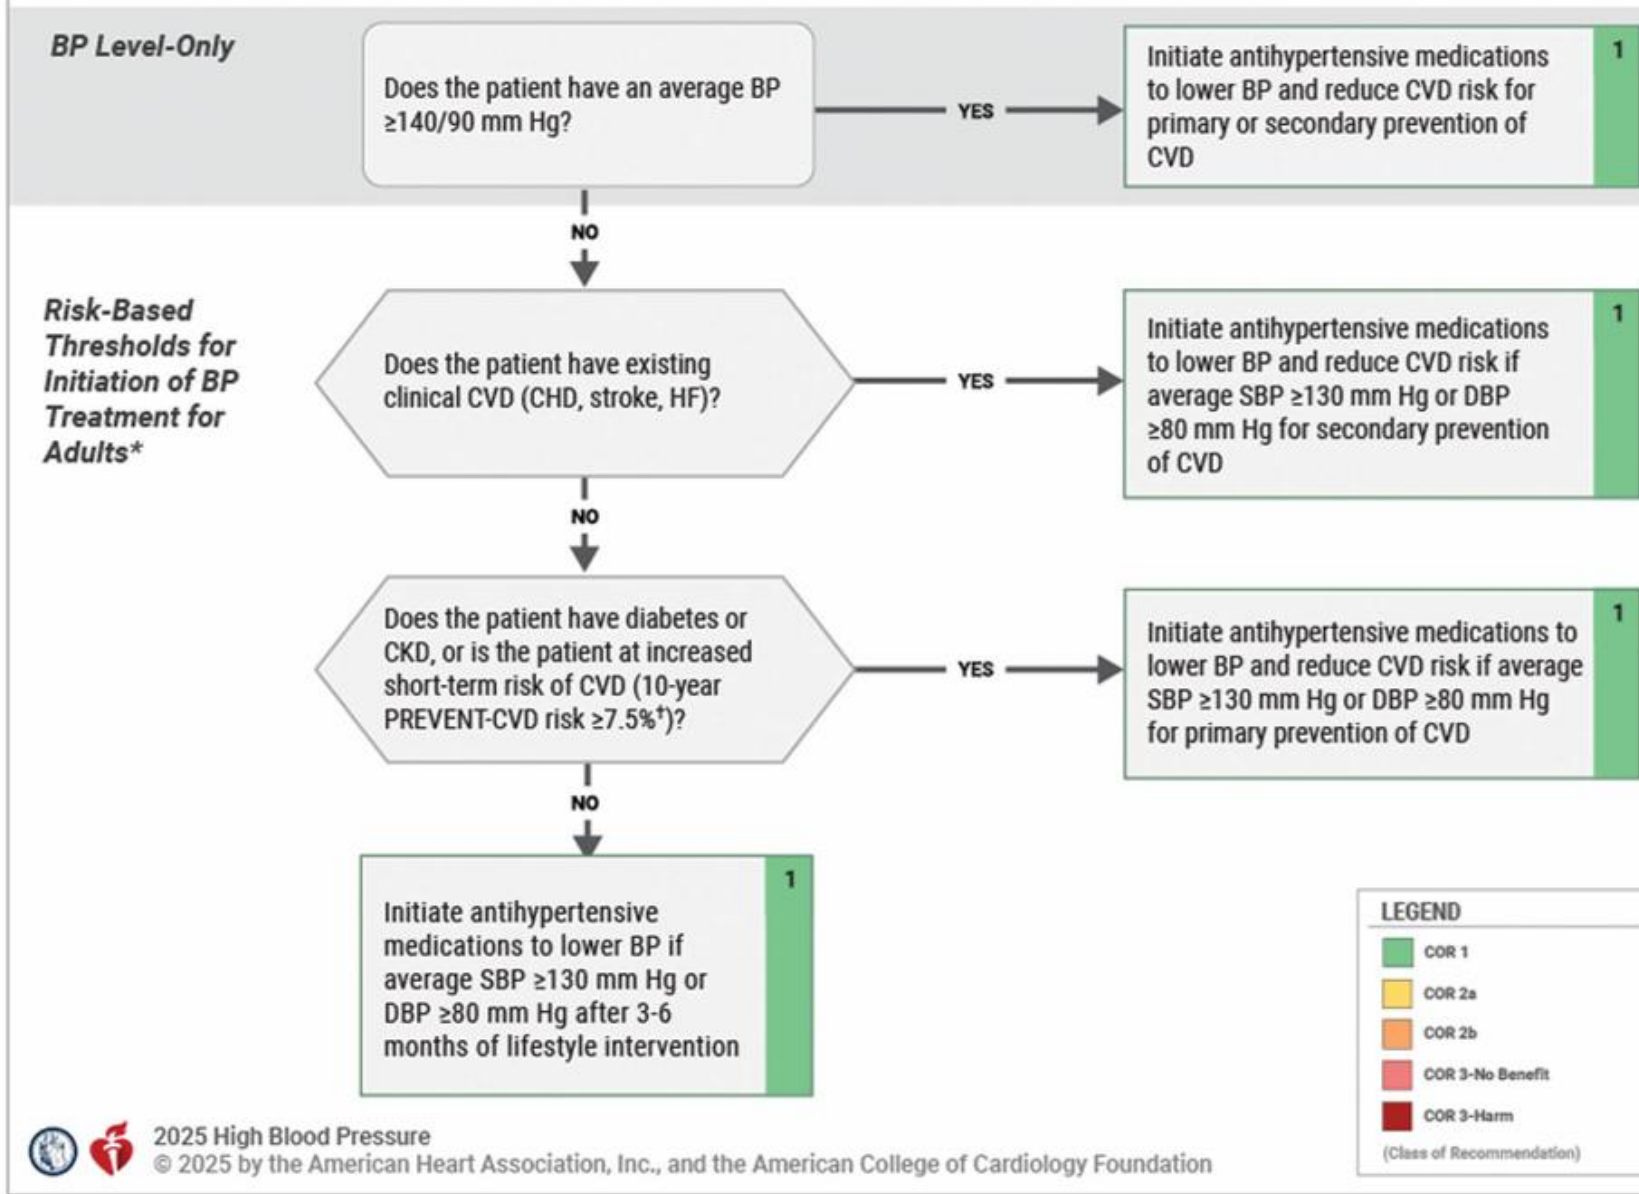 BP Level-Only
Does the patient have an average BP
≥140/90 mm Hg?
YES
Initiate antihypertensive medications
to lower BP and reduce CVD risk for
primary or secondary prevention of
CVD
1
NO
Risk-Based
Thresholds for
Initiation of BP
Treatment for
Adults*
Does the patient have existing
clinical CVD (CHD, stroke, HF)?
YES
Initiate antihypertensive medications
to lower BP and reduce CVD risk if
average SBP ≥130 mm Hg or DBP
≥80 mm Hg for secondary prevention
of CVD
1
NO
Does the patient have diabetes or
CKD, or is the patient at increased
short-term risk of CVD (10-year
PREVENT-CVD risk ≥7.5%†)?
YES
Initiate antihypertensive medications to
lower BP and reduce CVD risk if average
SBP ≥130 mm Hg or DBP ≥80 mm Hg
for primary prevention of CVD
1
NO
Initiate antihypertensive
medications to lower BP if
average SBP ≥130 mm Hg or
DBP ≥80 mm Hg after 3-6
months of lifestyle intervention
1
LEGEND
COR 1
COR 2a
COR 2b
COR 3-No Benefit
COR 3-Harm
(Class of Recommendation)
2025 High Blood Pressure
© 2025 by the American Heart Association, Inc., and the American College of Cardiology Foundation